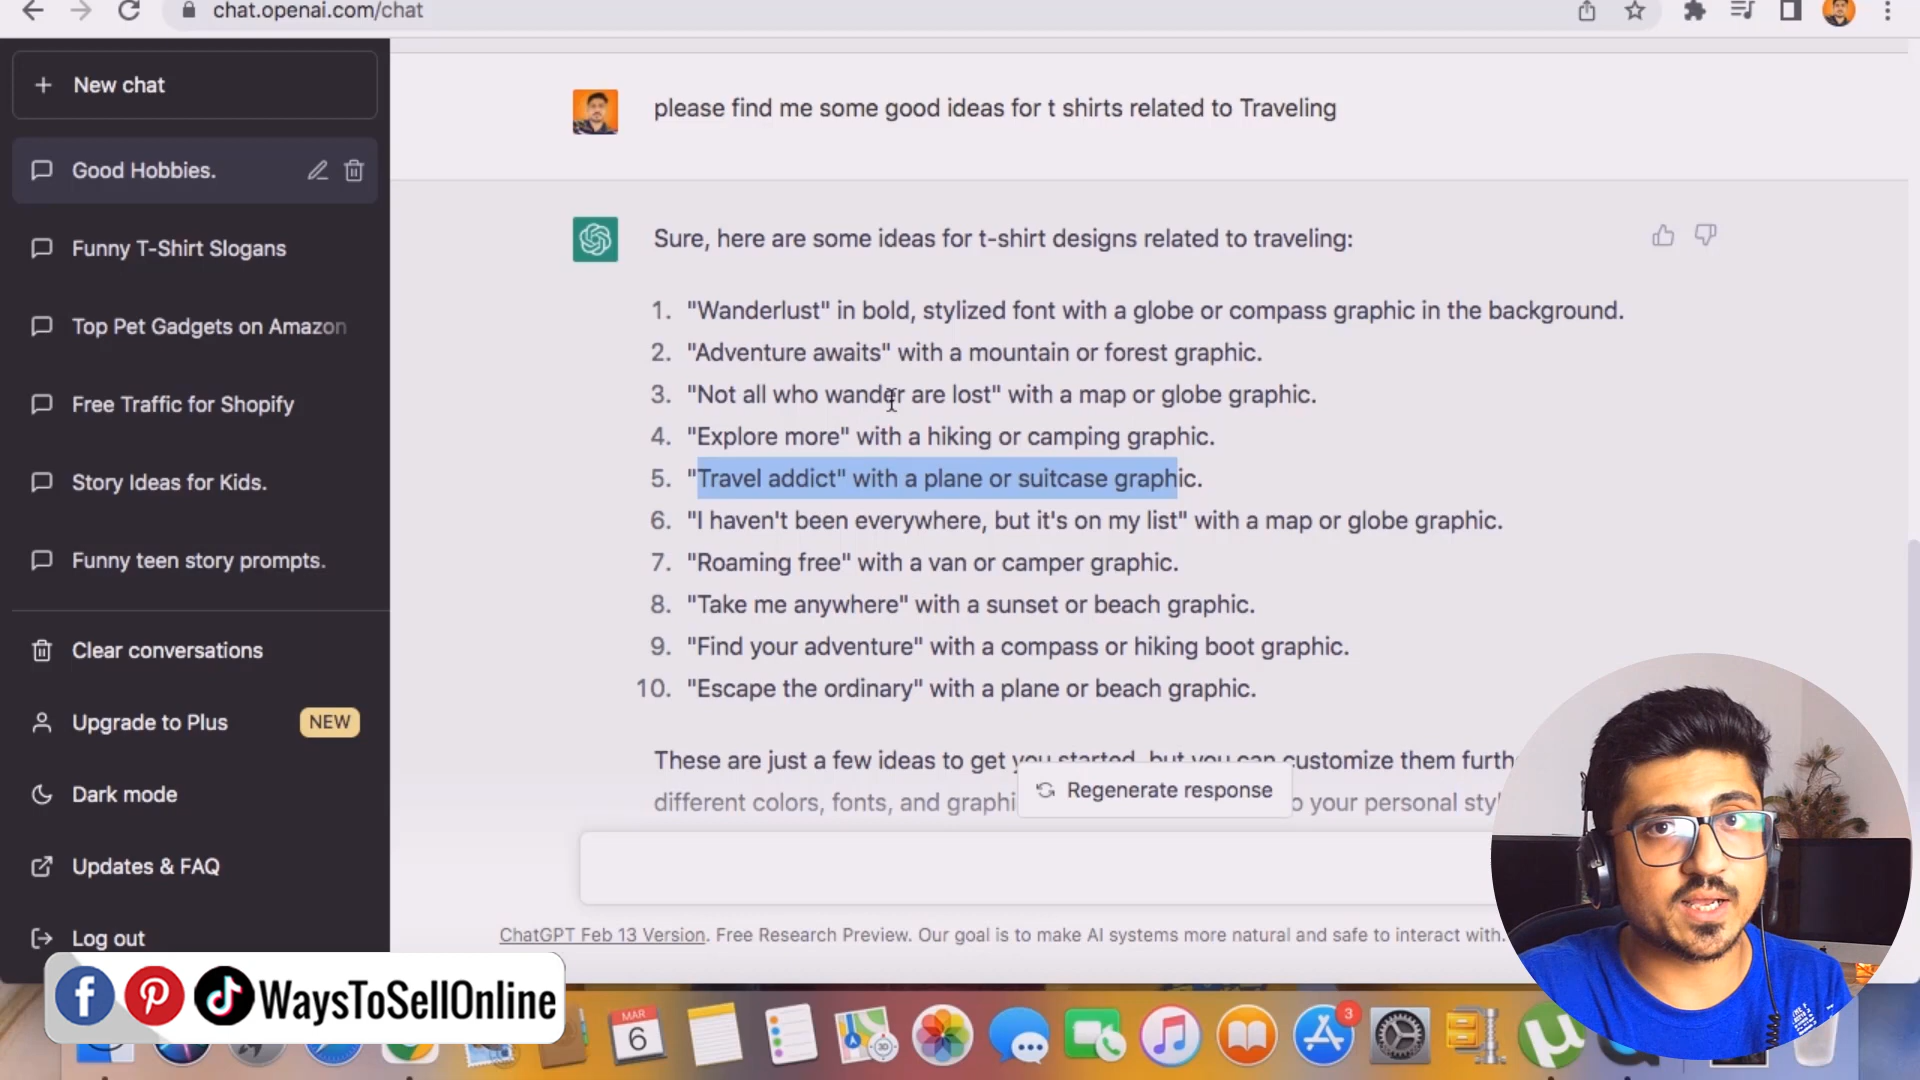 chat.openai.com/chat
New chat
Good Hobbies.
Funny T-Shirt Slogans
Top Pet Gadgets on Amazon
Free Traffic for Shopify
Story Ideas for Kids.
Funny teen story prompts.
Clear conversations
Upgrade to Plus NEW
Dark mode
Updates & FAQ
Log out
please find me some good ideas for t shirts related to Traveling
Sure, here are some ideas for t-shirt designs related to traveling:
1. "Wanderlust" in bold, stylized font with a globe or compass graphic in the background.
2. "Adventure awaits" with a mountain or forest graphic.
3. "Not all who wander are lost" with a map or globe graphic.
4. "Explore more" with a hiking or camping graphic.
5. "Travel addict" with a plane or suitcase graphic.
6. "I haven't been everywhere, but it's on my list" with a map or globe graphic.
7. "Roaming free" with a van or camper graphic.
8. "Take me anywhere" with a sunset or beach graphic.
9. "Find your adventure" with a compass or hiking boot graphic.
10. "Escape the ordinary" with a plane or beach graphic.
These are just a few ideas to get you started, but you can customize them
different colors, fonts, and your personal
Regenerate response
ChatGPT Feb 13 Version. Free Research Preview. Our goal is to make AI systems more natural and safe to interact with.
WaysToSellOnline
MAR
6
3D
3